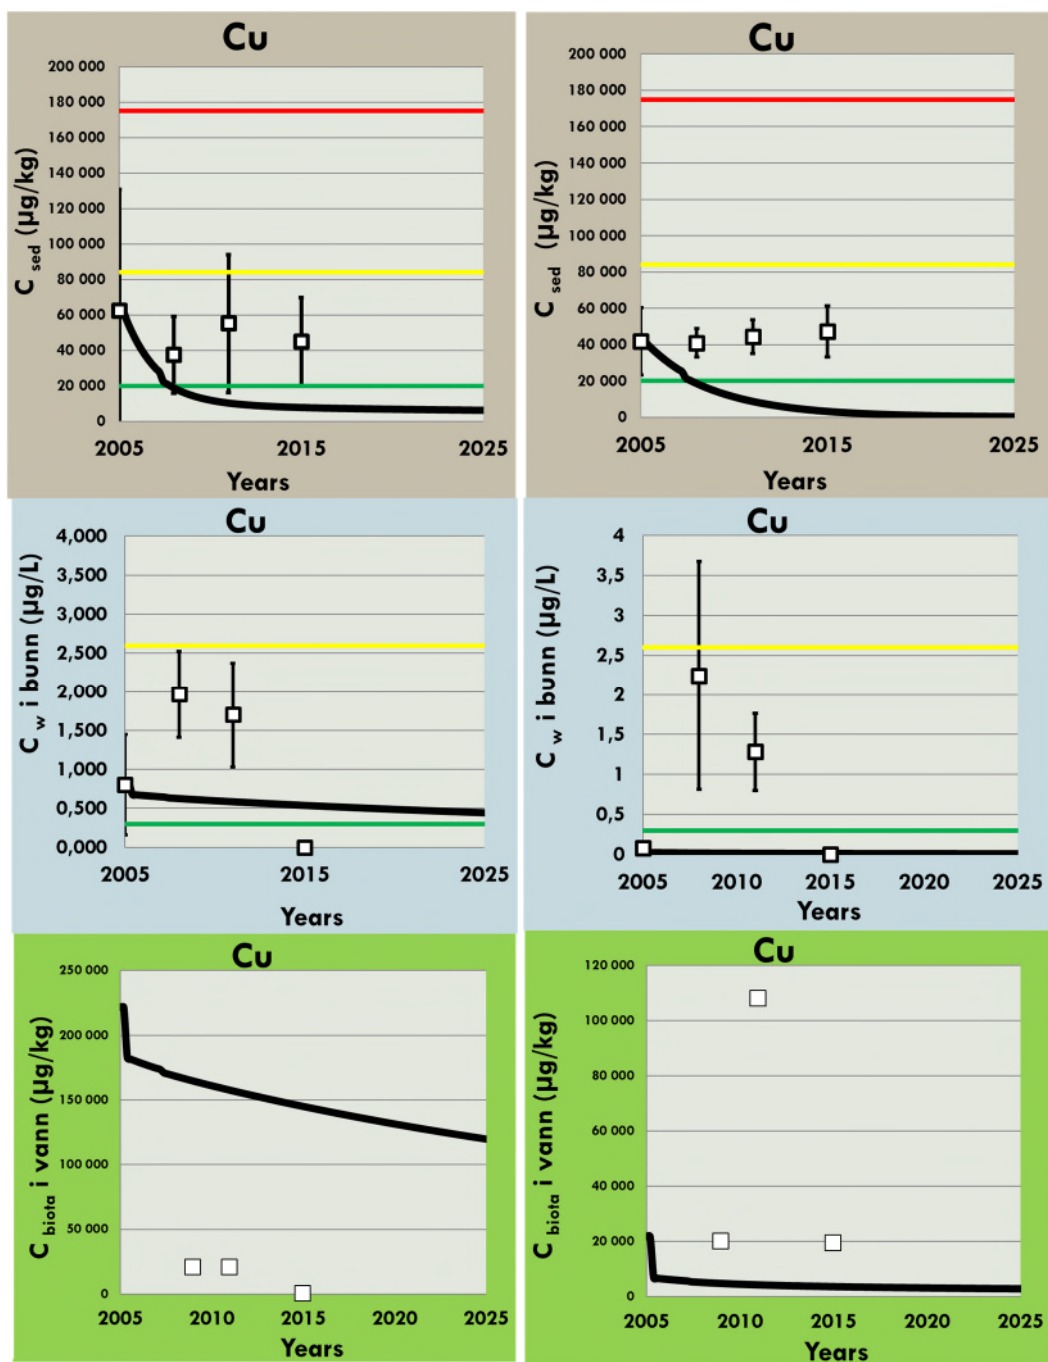 Cu
200 000
180 000
160 000
140 000
120 000
100 000
80 000
60 000
40 000
20 000
0
C sed (µg/kg)
2005 2015 2025
Years
Cu
200 000
180 000
160 000
140 000
120 000
100 000
80 000
60 000
40 000
20 000
0
C sed (µg/kg)
2005 2015 2025
Years
Cu
4,000
3,500
3,000
2,500
2,000
1,500
1,000
0,500
0,000
C w i bunn (µg/L)
2005 2015 2025
Years
Cu
4
3,5
3
2,5
2
1,5
1
0,5
0
C w i bunn (µg/L)
2005 2010 2015 2020 2025
Years
Cu
250 000
200 000
150 000
100 000
50 000
0
C biota i vann (µg/kg)
2005 2010 2015 2020 2025
Years
Cu
120 000
100 000
80 000
60 000
40 000
20 000
0
C biota i vann (µg/kg)
2005 2010 2015 2020 2025
Years